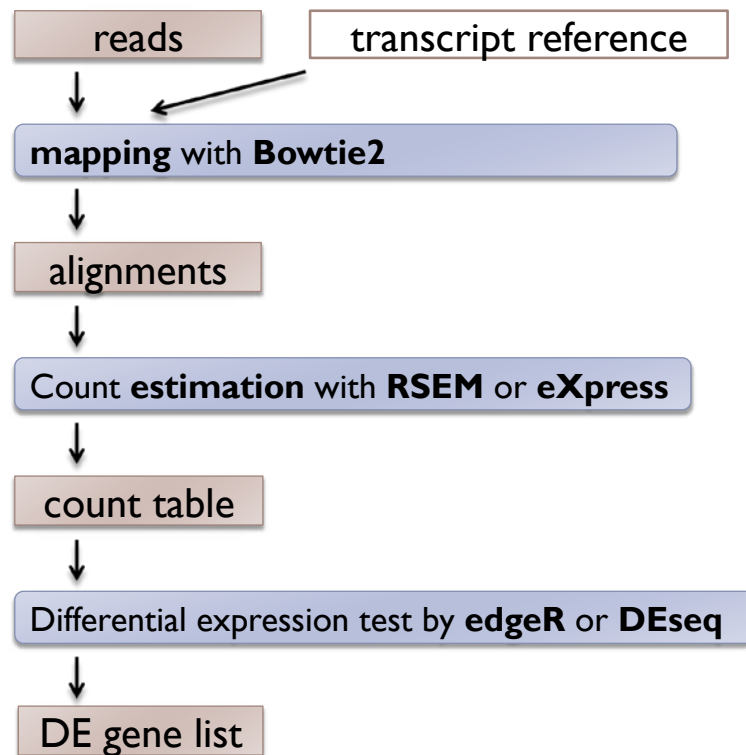 reads
transcript reference
mapping with Bowtie2
alignments
Count estimation with RSEM or eXpress
count table
Differential expression test by edgeR or DEseq
DE gene list